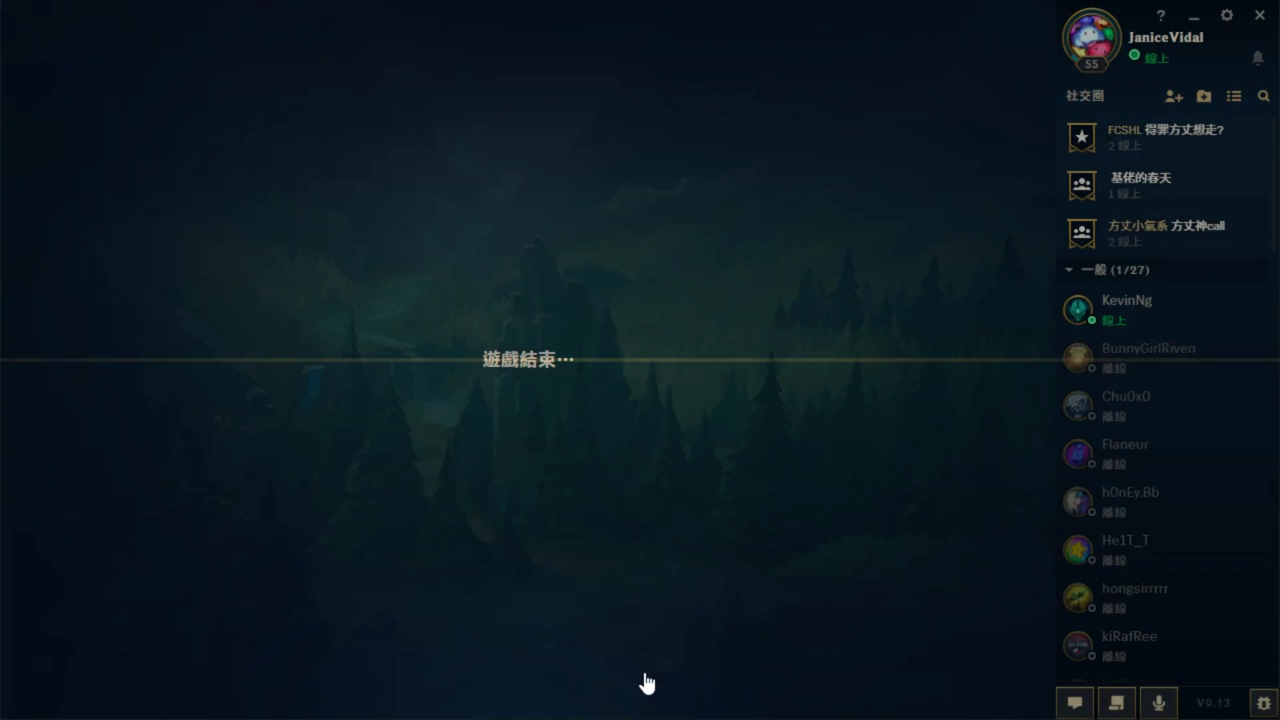 ?
JaniceVidal
55
線上
社交圈
FCSHL 得罪方丈想走?
2 線上
基佬的春天
1 線上
方丈小氣系 方丈神call
2 線上
一般 (1/27)
KevinNg
線上
遊戲結束…
BunnyGirlRiven
離線
Chu0x0
離線
Flaneur
離線
h0nEy.Bb
離線
He1T_T
離線
hongsirrrrr
離線
kiRafRee
離線
V9.13